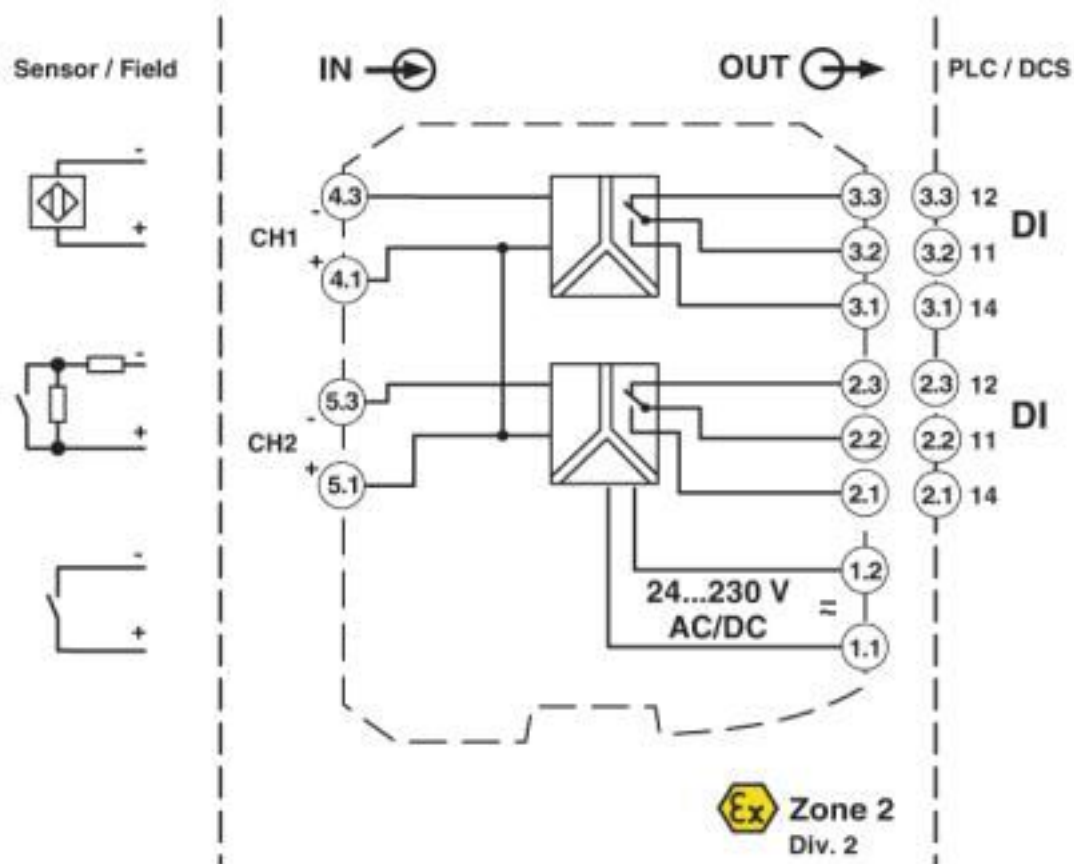 Sensor / Field
IN
OUT
PLC / DCS
-
+
-
+
-
+
CH1
-
4.3
+
4.1
CH2
5.3
-
+
5.1
3.3
3.2
3.1
2.3
2.2
2.1
1.2
1.1
24...230 V
AC/DC
3.3 12
DI
3.2 11
3.1 14
2.3 12
DI
2.2 11
2.1 14
Ex Zone 2
Div. 2